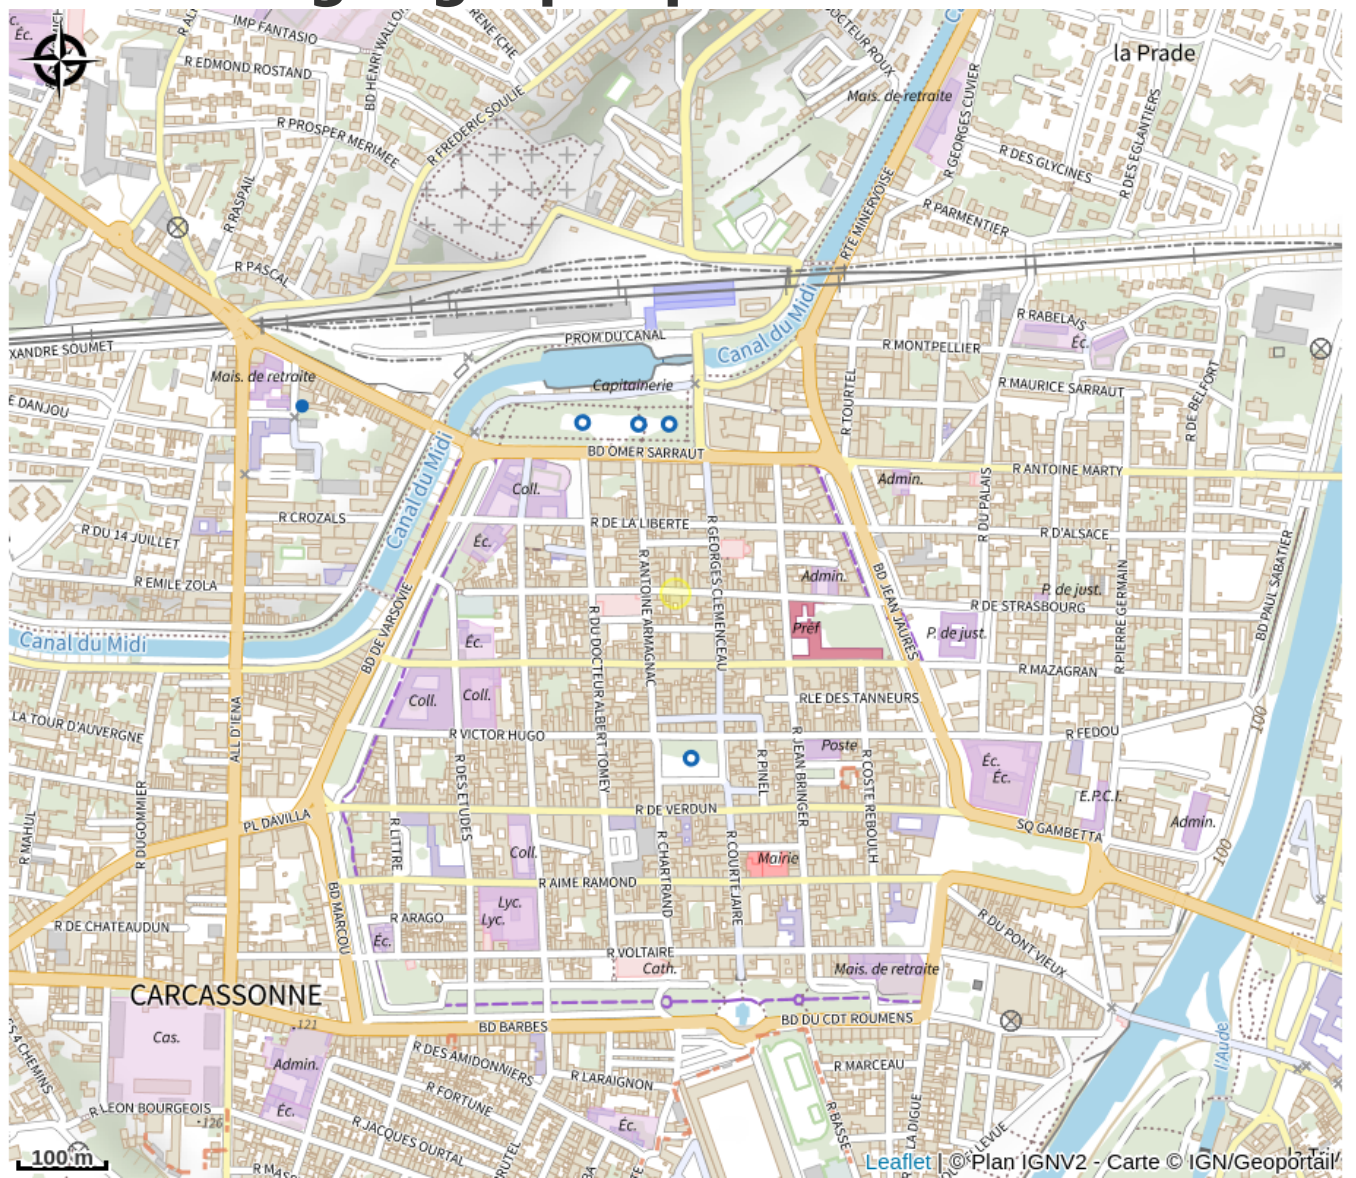 Éc.
IMP FANTASIO
R EDMOND ROSTAND
BD HENRI WALLON
R PROSPER MERIMEE
R FREDERIC SOULIE
R RASPAIL
R PASCAL
DOCTEUR ROUX
la Prade
Mais. de retraite
R GEORGES CUVIER
R DES GLYCINES
R DES EGLANTIERS
R PARMENTIER
RTE MINERVOISE
XANDRE SOUMET
PROM DU CANAL
Canal du Midi
R MONTPELLIER
R RABELAIS
Éc.
Mais. de retraite
Capitainerie
R TOURTEL
R MAURICE SARRAUT
R DE BELFORT
E DANJOU
BD OMER SARRAUT
R ANTOINE MARTY
Canal du Midi
Coll.
Admin.
R DU PALAIS
R CROZALS
R DE LA LIBERTE
R D'ALSACE
R DU 14 JUILLET
Éc.
R EMILE ZOLA
R ANTOINE ARMAGNAC
R GEORGES CLEMENCEAU
Admin.
BD JEAN JAURES
P. de just.
R DE STRASBOURG
R PIERRE GERMAIN
BD PAUL SABATIER
Canal du Midi
BD DE VARSOVIE
Éc.
R DU DOCTEUR ALBERT TOMEY
Préf
P. de just.
R MAZAGRAN
Coll.
Coll.
RLE DES TANNEURS
LA TOUR D'AUVERGNE
ALL D'IENA
R VICTOR HUGO
R PINEL
R JEAN BRINGER
Poste
R COSTE REBOULH
R FEDOU
100
Éc.
Éc.
R DES ETUDES
R DE VERDUN
E.P.C.I.
Admin.
R MAHUL
R DUGOMMIER
PL DAVILLA
R LITTRE
SQ GAMBETTA
100
Coll.
R CHARTRAND
R COURTEJAIRE
Mairie
R AIME RAMOND
BD MARCOU
Lyc.
Lyc.
R ARAGO
R DE CHATEAUDUN
Éc.
R VOLTAIRE
Cath.
Mais. de retraite
R DU PONT VIEUX
CARCASSONNE
121
BD BARBES
BD DU CDT ROUMENS
Cas.
Admin.
R DES AMIDONNIERS
R LARAIGNON
R MARCEAU
l'Aude
S 4 CHEMINS
R LEON BOURGEOIS
126
Éc.
R FORTUNE
R JACQUES OURTAL
Éc.
R BASSE
LA DIGUE
100 m
Leaflet | © Plan IGNV2 - Carte © IGN/Geoportail